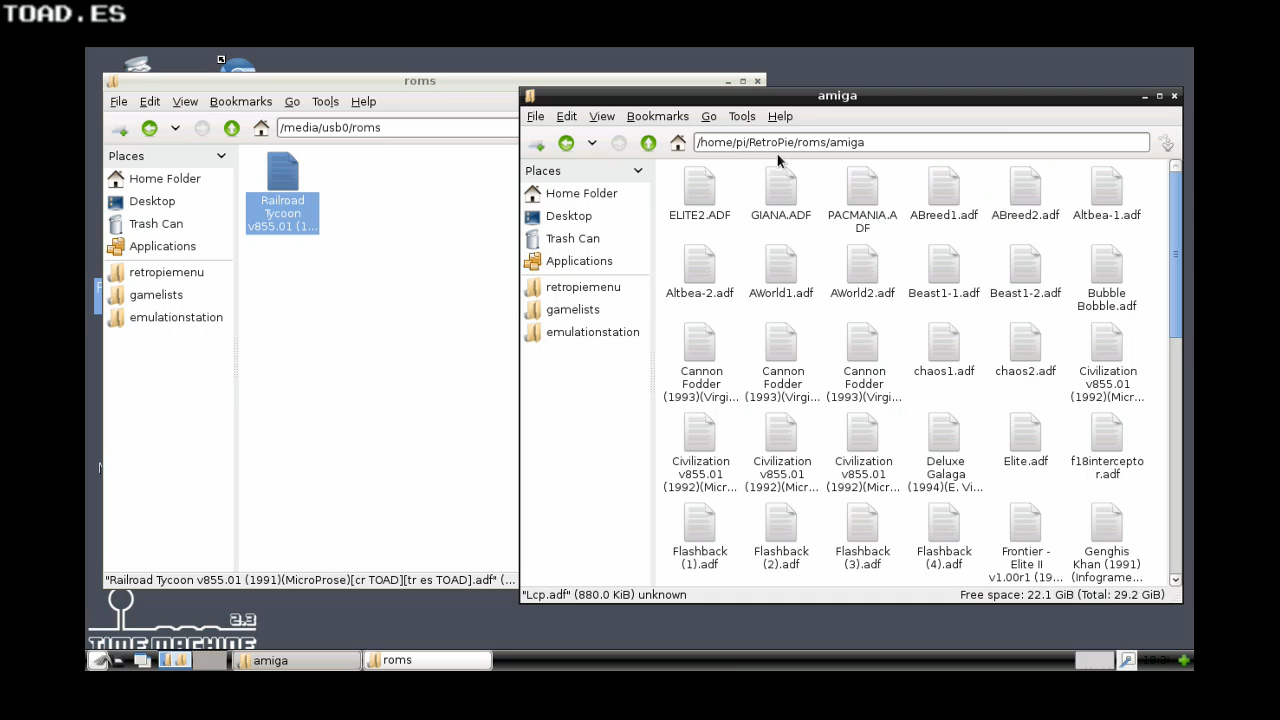 TOAD.ES
roms
File Edit View Bookmarks Go Tools Help
/media/usb0/roms
Places
Home Folder
Desktop
Trash Can
Applications
retropiemenu
gamelists
emulationstation
Railroad
Tycoon
v855.01 (1...
"Railroad Tycoon v855.01 (1991)(MicroProse)[cr TOAD][tr es TOAD].adf" (...
amiga
File Edit View Bookmarks Go Tools Help
/home/pi/RetroPie/roms/amiga
Places
Home Folder
Desktop
Trash Can
Applications
retropiemenu
gamelists
emulationstation
ELITE2.ADF
GIANA.ADF
PACMANIA.A
DF
ABreed1.adf
ABreed2.adf
Altbea-1.adf
Altbea-2.adf
AWorld1.adf
AWorld2.adf
Beast1-1.adf
Beast1-2.adf
Bubble
Bobble.adf
Cannon
Fodder
(1993)(Virgi...
Cannon
Fodder
(1993)(Virgi...
Cannon
Fodder
(1993)(Virgi...
chaos1.adf
chaos2.adf
Civilization
v855.01
(1992)(Micr...
Civilization
v855.01
(1992)(Micr...
Civilization
v855.01
(1992)(Micr...
Civilization
v855.01
(1992)(Micr...
Deluxe
Galaga
(1994)(E. Vi...
Elite.adf
f18intercepto
r.adf
Flashback
(1).adf
Flashback
(2).adf
Flashback
(3).adf
Flashback
(4).adf
Frontier -
Elite II
v1.00r1 (19...
Genghis
Khan (1991)
(Infograme...
"Lcp.adf" (880.0 KiB) unknown
Free space: 22.1 GiB (Total: 29.2 GiB)
2.3
TIME MACHINE
amiga
roms